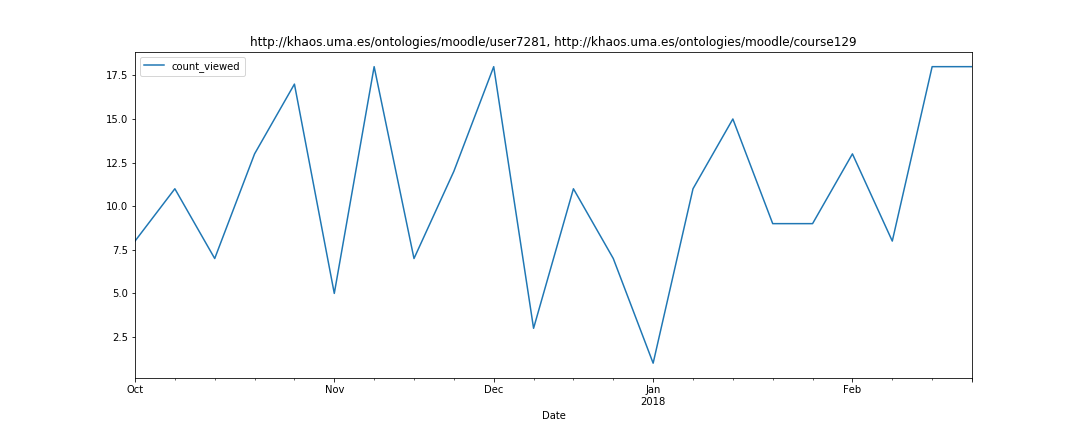 http://khaos.uma.es/ontologies/moodle/user7281, http://khaos.uma.es/ontologies/moodle/course129
count_viewed
17.5
15.0
12.5
10.0
7.5
5.0
2.5
Oct Nov Dec Jan Feb
2018
Date